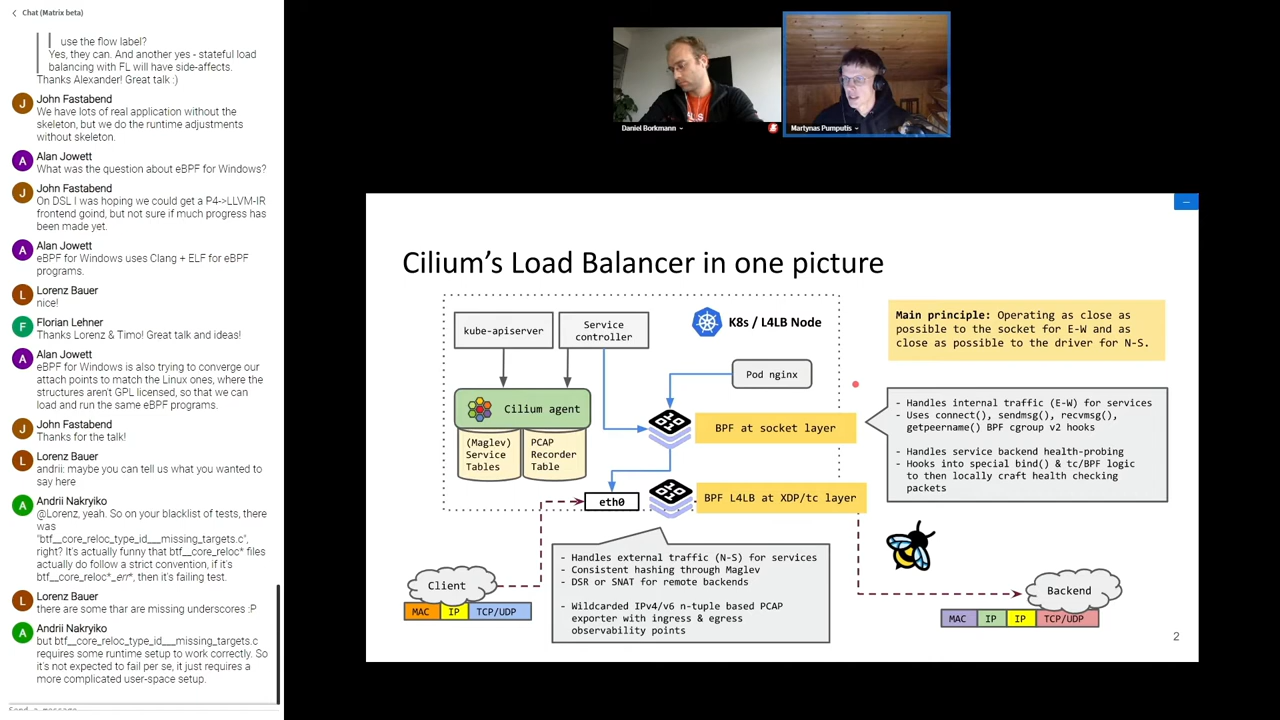 Chat (Matrix beta)
use the flow label?
Yes, they can. And another yes - stateful load
balancing with FL will have side-affects.
Thanks Alexander! Great talk :)
J
John Fastabend
We have lots of real application without the
skeleton, but we do the runtime adjustments
without skeleton.
A
Alan Jowett
What was the question about eBPF for Windows?
J
John Fastabend
On DSL I was hoping we could get a P4->LLVM-IR
frontend goind, but not sure if much progress has
been made yet.
A
Alan Jowett
eBPF for Windows uses Clang + ELF for eBPF
programs.
L
Lorenz Bauer
nice!
F
Florian Lehner
Thanks Lorenz & Timo! Great talk and ideas!
A
Alan Jowett
eBPF for Windows is also trying to converge our
attach points to match the Linux ones, where the
structures aren't GPL licensed, so that we can
load and run the same eBPF programs.
J
John Fastabend
Thanks for the talk!
L
Lorenz Bauer
andrii: maybe you can tell us what you wanted to
say here
A
Andrii Nakryiko
@Lorenz, yeah. So on your blacklist of tests, there
was
"btf__core_reloc_type_id___missing_targets.c",
right? It's actually funny that btf__core_reloc* files
actually do follow a strict convention, if it's
btf__core_reloc*_err*, then it's failing test.
L
Lorenz Bauer
there are some thar are missing underscores :P
A
Andrii Nakryiko
but btf__core_reloc_type_id___missing_targets.c
requires some runtime setup to work correctly. So
it's not expected to fail per se, it just requires a
more complicated user-space setup.
Send a message
Daniel Borkmann
Martynas Pumputis
Cilium's Load Balancer in one picture
kube-apiserver
Service
controller
K8s / L4LB Node
Main principle: Operating as close as
possible to the socket for E-W and as
close as possible to the driver for N-S.
Pod nginx
Cilium agent
(Maglev)
Service
Tables
PCAP
Recorder
Table
BPF at socket layer
- Handles internal traffic (E-W) for services
- Uses connect(), sendmsg(), recvmsg(),
getpeername() BPF cgroup v2 hooks
- Handles service backend health-probing
- Hooks into special bind() & tc/BPF logic
to then locally craft health checking
packets
eth0
BPF L4LB at XDP/tc layer
- Handles external traffic (N-S) for services
- Consistent hashing through Maglev
- DSR or SNAT for remote backends
- Wildcarded IPv4/v6 n-tuple based PCAP
exporter with ingress & egress
observability points
Client
MAC IP TCP/UDP
Backend
MAC IP IP TCP/UDP
2